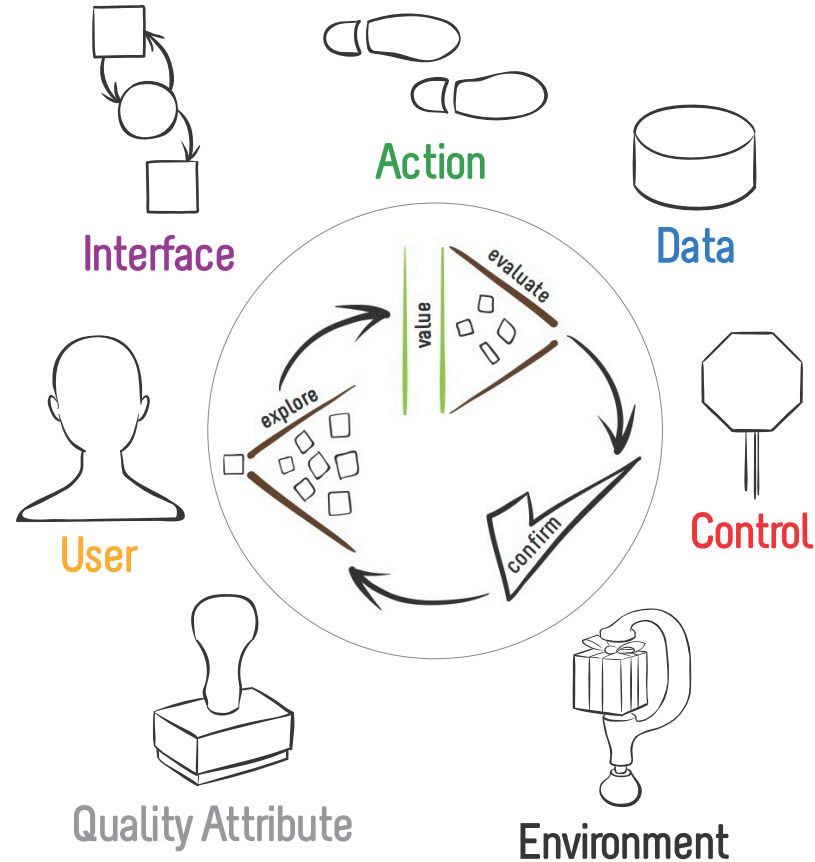 Action
Data
Interface
evaluate
value
explore
Control
User
confirm
Quality Attribute
Environment